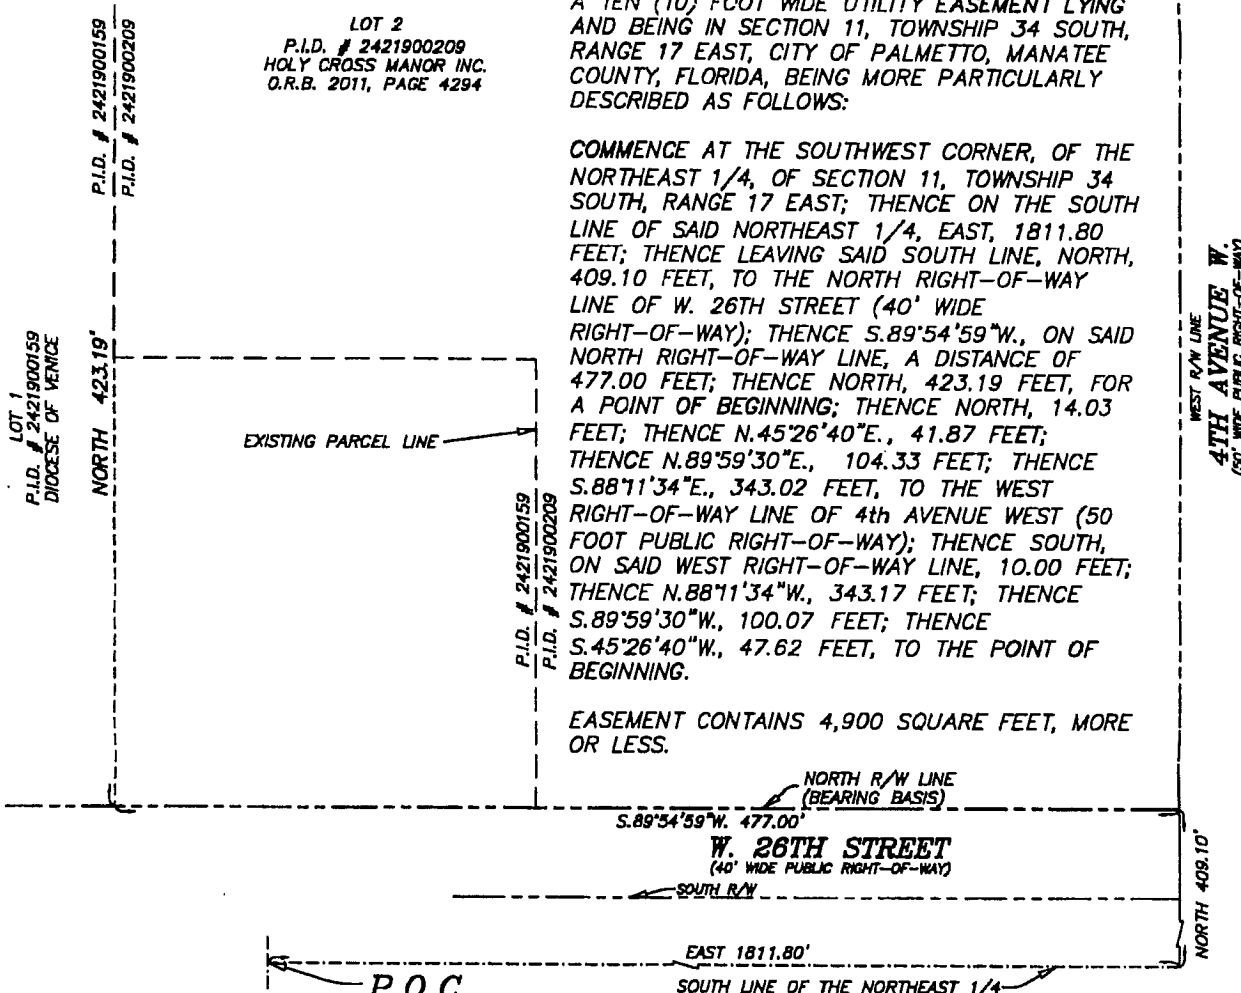 LOT 2
P.I.D. # 2421900209
HOLY CROSS MANOR INC.
O.R.B. 2011, PAGE 4294
P.I.D. # 2421900159
P.I.D. # 2421900209
A TEN (10) FOOT WIDE UTILITY EASEMENT LYING
AND BEING IN SECTION 11, TOWNSHIP 34 SOUTH,
RANGE 17 EAST, CITY OF PALMETTO, MANATEE
COUNTY, FLORIDA, BEING MORE PARTICULARLY
DESCRIBED AS FOLLOWS:
COMMENCE AT THE SOUTHWEST CORNER, OF THE
NORTHEAST 1/4, OF SECTION 11, TOWNSHIP 34
SOUTH, RANGE 17 EAST; THENCE ON THE SOUTH
LINE OF SAID NORTHEAST 1/4, EAST, 1811.80
FEET; THENCE LEAVING SAID SOUTH LINE, NORTH,
409.10 FEET, TO THE NORTH RIGHT-OF-WAY
LINE OF W. 26TH STREET (40' WIDE
RIGHT-OF-WAY); THENCE S.89°54'59"W., ON SAID
NORTH RIGHT-OF-WAY LINE, A DISTANCE OF
477.00 FEET; THENCE NORTH, 423.19 FEET, FOR
A POINT OF BEGINNING; THENCE NORTH, 14.03
FEET; THENCE N.45°26'40"E., 41.87 FEET;
THENCE N.89°59'30"E., 104.33 FEET; THENCE
S.88°11'34"E., 343.02 FEET, TO THE WEST
RIGHT-OF-WAY LINE OF 4th AVENUE WEST (50
FOOT PUBLIC RIGHT-OF-WAY); THENCE SOUTH,
ON SAID WEST RIGHT-OF-WAY LINE, 10.00 FEET;
THENCE N.88°11'34"W., 343.17 FEET; THENCE
S.89°59'30"W., 100.07 FEET; THENCE
S.45°26'40"W., 47.62 FEET, TO THE POINT OF
BEGINNING.
EASEMENT CONTAINS 4,900 SQUARE FEET, MORE
OR LESS.
LOT 1
P.I.D. # 2421900159
DIOCESE OF VENICE
NORTH 423.19'
EXISTING PARCEL LINE
P.I.D. # 2421900159
P.I.D. # 2421900209
WEST R/W LINE
4TH AVENUE W.
(50' WIDE PUBLIC RIGHT-OF-WAY)
NORTH R/W LINE
(BEARING BASIS)
S.89°54'59"W. 477.00'
W. 26TH STREET
(40' WIDE PUBLIC RIGHT-OF-WAY)
SOUTH R/W
NORTH 409.10'
EAST 1811.80'
P.O.C.
SOUTH LINE OF THE NORTHEAST 1/4